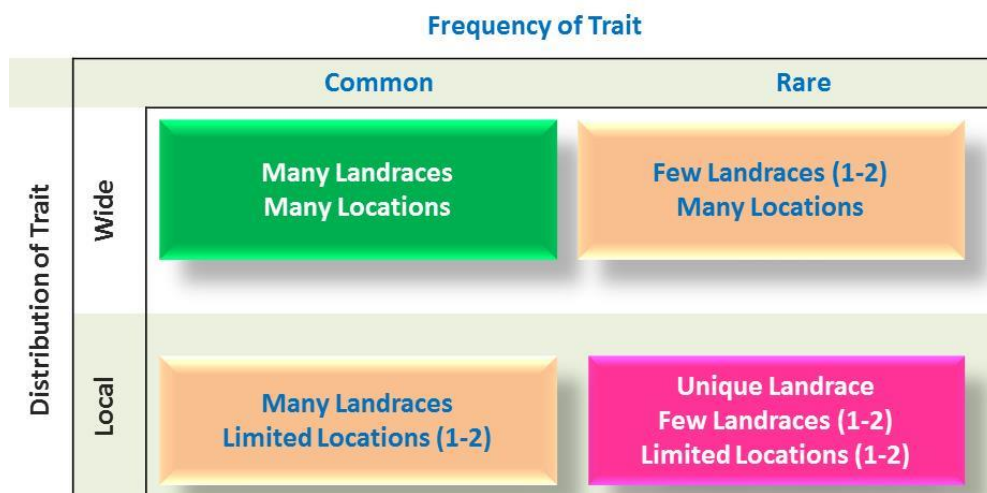 Frequency of Trait
Common
Rare
Distribution of Trait
Wide
Many Landraces
Many Locations
Few Landraces (1-2)
Many Locations
Local
Many Landraces
Limited Locations (1-2)
Unique Landrace
Few Landraces (1-2)
Limited Locations (1-2)